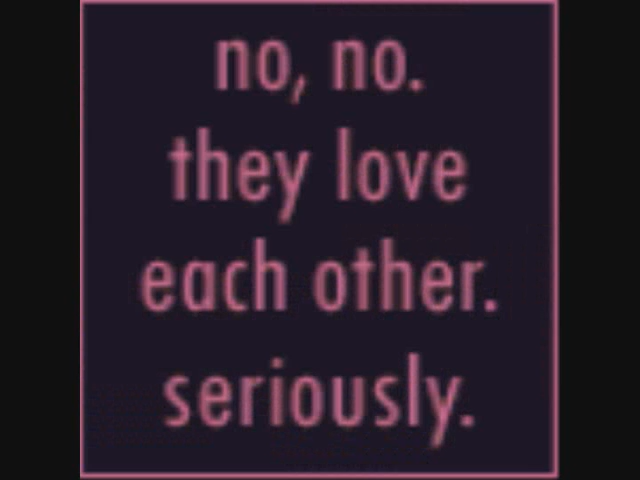 no, no.
they love
each other.
seriously.